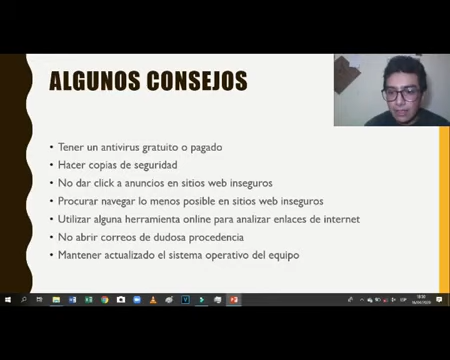 ALGUNOS CONSEJOS
• Tener un antivirus gratuito o pagado
• Hacer copias de seguridad
• No dar click a anuncios en sitios web inseguros
• Procurar navegar lo menos posible en sitios web inseguros
• Utilizar alguna herramienta online para analizar enlaces de internet
• No abrir correos de dudosa procedencia
• Mantener actualizado el sistema operativo del equipo